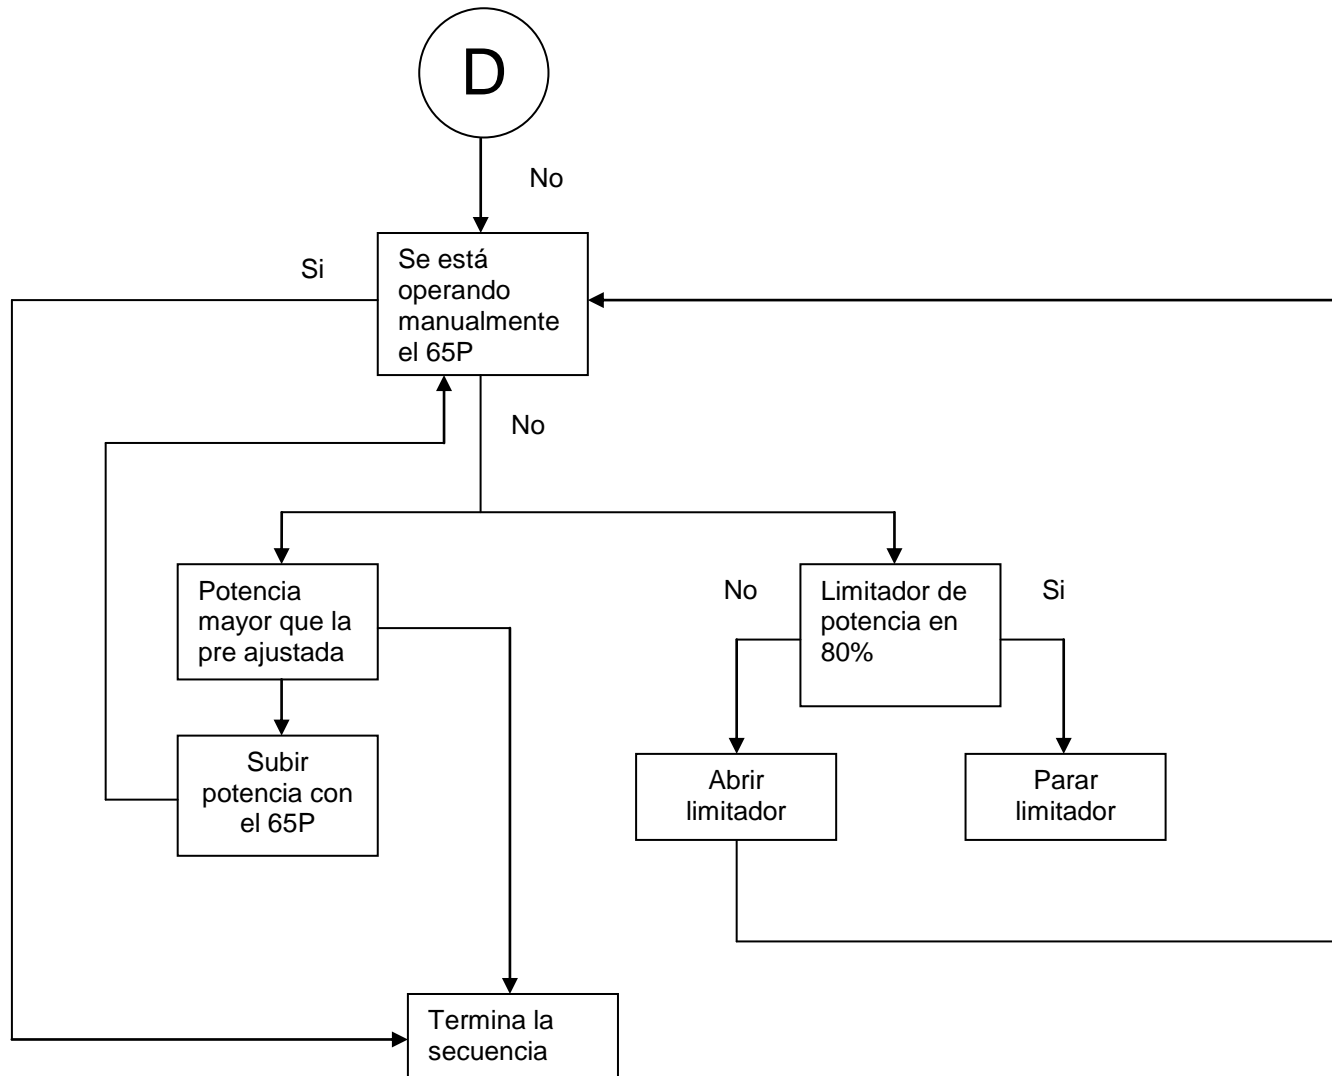 D
No
Si
Se está
operando
manualmente
el 65P
No
Potencia
mayor que la
pre ajustada
No
Limitador de
potencia en
80%
Si
Subir
potencia con
el 65P
Abrir
limitador
Parar
limitador
Termina la
secuencia